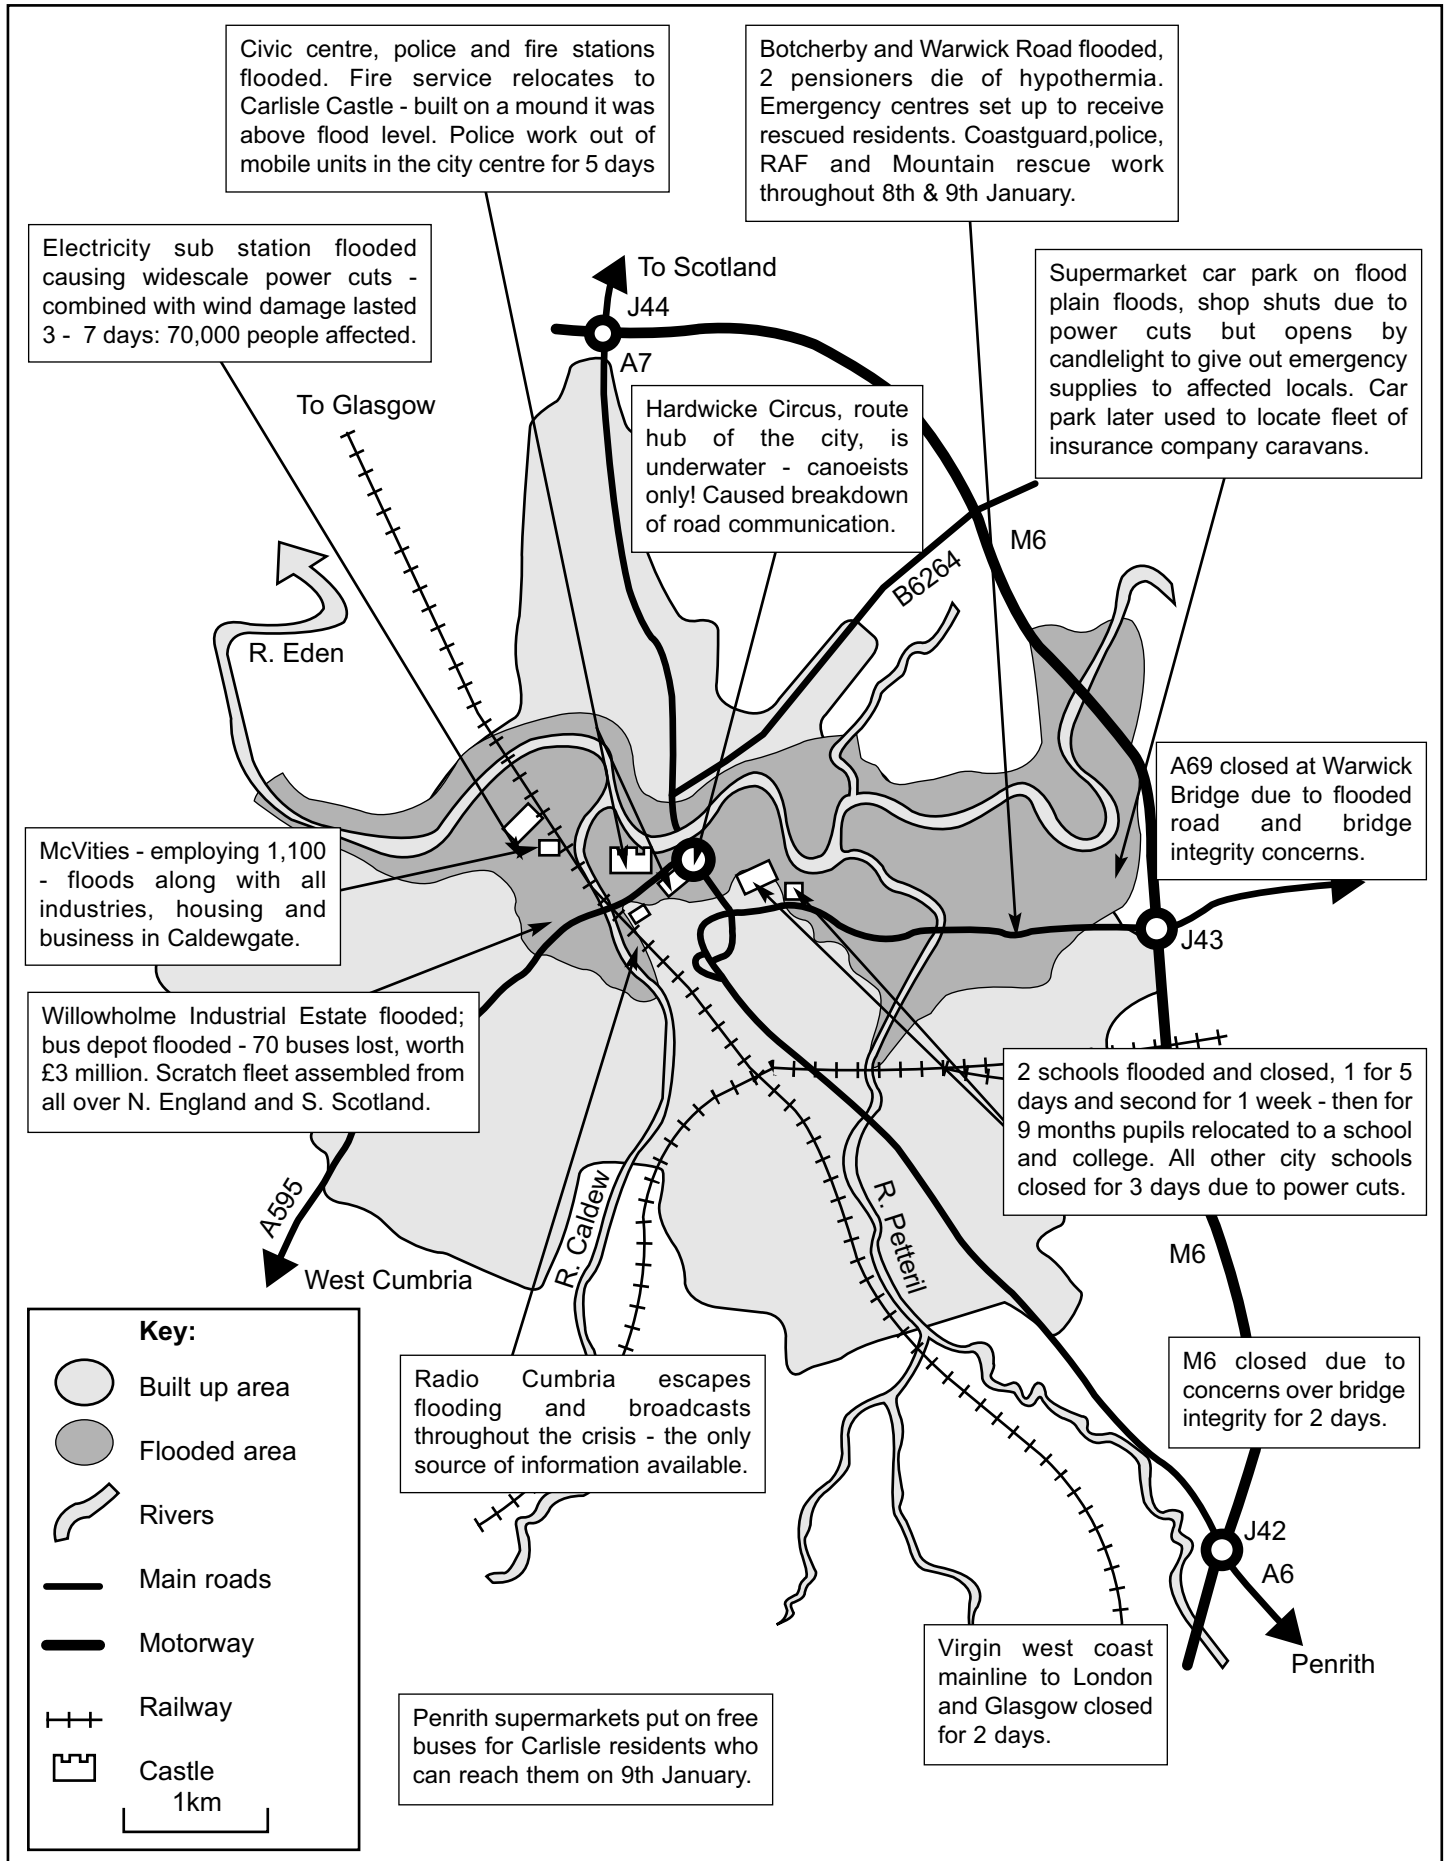 Civic centre, police and fire stations
flooded. Fire service relocates to
Carlisle Castle - built on a mound it was
above flood level. Police work out of
mobile units in the city centre for 5 days
Botcherby and Warwick Road flooded,
2 pensioners die of hypothermia.
Emergency centres set up to receive
rescued residents. Coastguard,police,
RAF and Mountain rescue work
throughout 8th & 9th January.
Electricity sub station flooded
causing widescale power cuts -
combined with wind damage lasted
3 - 7 days: 70,000 people affected.
To Scotland
J44
A7
Supermarket car park on flood
plain floods, shop shuts due to
power cuts but opens by
candlelight to give out emergency
supplies to affected locals. Car
park later used to locate fleet of
insurance company caravans.
To Glasgow
Hardwicke Circus, route
hub of the city, is
underwater - canoeists
only! Caused breakdown
of road communication.
M6
B6264
R. Eden
A69 closed at Warwick
Bridge due to flooded
road and bridge
integrity concerns.
McVities - employing 1,100
- floods along with all
industries, housing and
business in Caldewgate.
J43
Willowholme Industrial Estate flooded;
bus depot flooded - 70 buses lost, worth
£3 million. Scratch fleet assembled from
all over N. England and S. Scotland.
2 schools flooded and closed, 1 for 5
days and second for 1 week - then for
9 months pupils relocated to a school
and college. All other city schools
closed for 3 days due to power cuts.
A595
West Cumbria
R. Caldew
R. Petteril
M6
Key:
Built up area
Flooded area
Rivers
Main roads
Motorway
Railway
Castle
1km
Radio Cumbria escapes
flooding and broadcasts
throughout the crisis - the only
source of information available.
M6 closed due to
concerns over bridge
integrity for 2 days.
J42
A6
Penrith
Virgin west coast
mainline to London
and Glasgow closed
for 2 days.
Penrith supermarkets put on free
buses for Carlisle residents who
can reach them on 9th January.